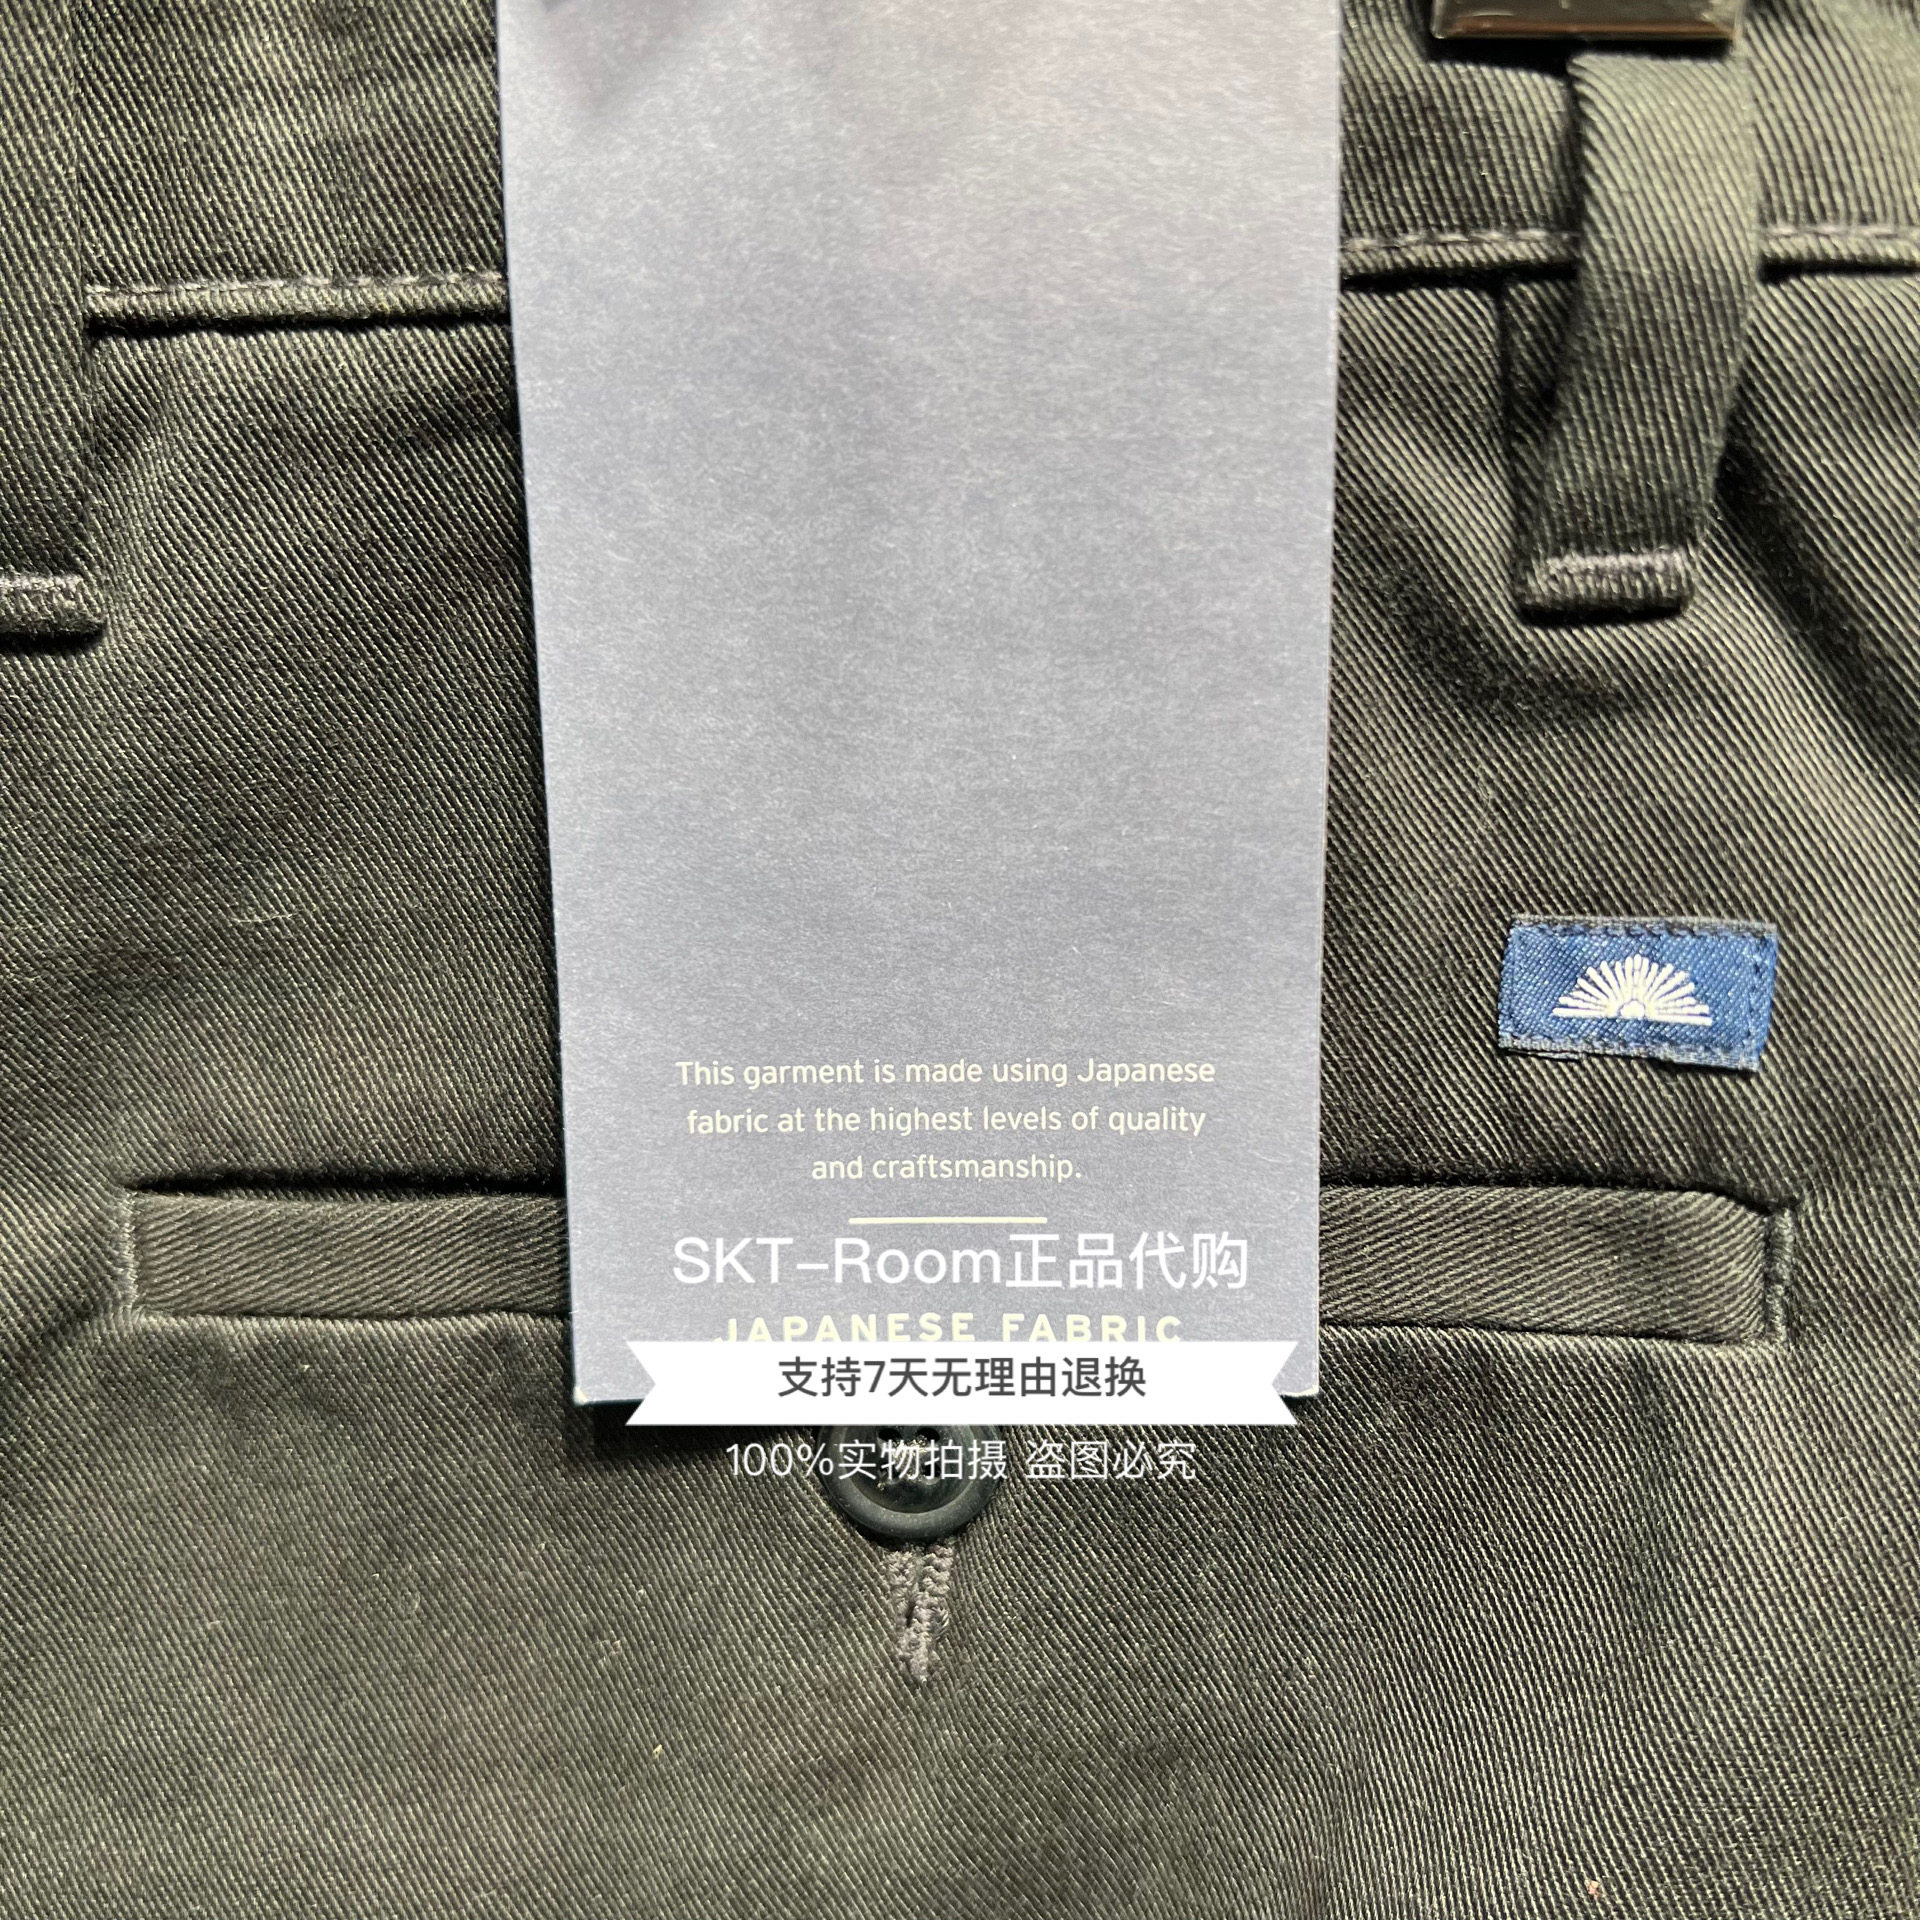 This garment is made using Japanese
fabric at the highest levels of quality
and craftsmanship.
SKT-Room正品代购
JAPANESE FABRIC
支持7天无理由退换
100%实物拍摄 盗图必究